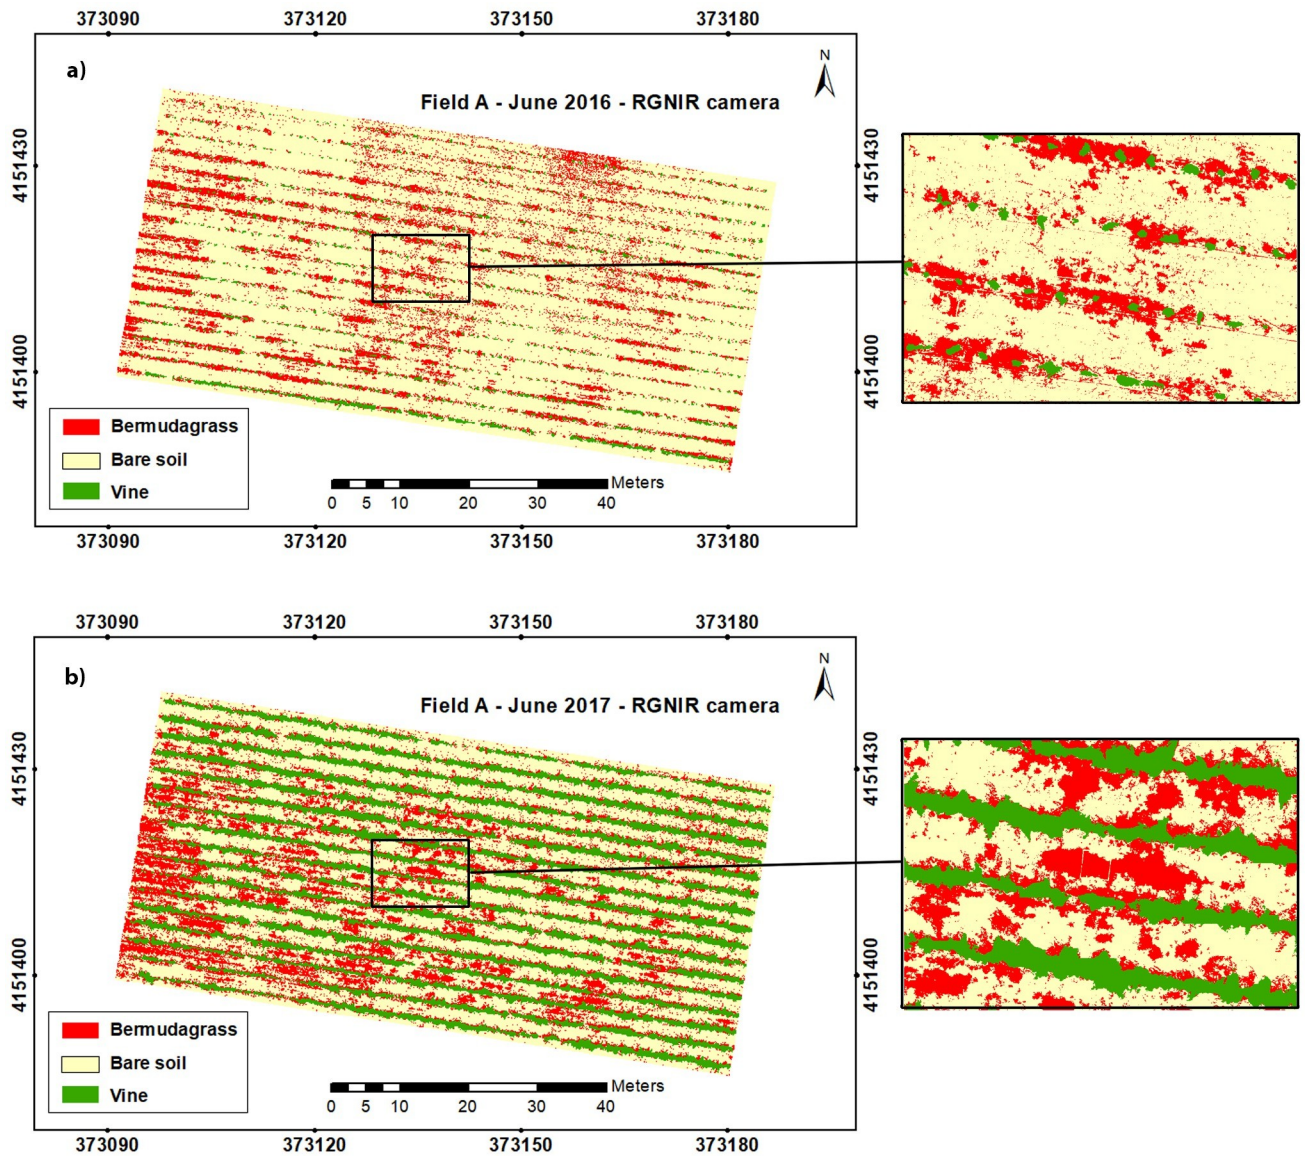 373090 373120 373150 373180
a)
N
Field A - June 2016 - RGNIR camera
4151430 4151430
4151400 4151400
Bermudagrass
Bare soil
Vine
Meters
0 5 10 20 30 40
373090 373120 373150 373180
373090 373120 373150 373180
b)
N
Field A - June 2017 - RGNIR camera
4151430 4151430
4151400 4151400
Bermudagrass
Bare soil
Vine
Meters
0 5 10 20 30 40
373090 373120 373150 373180